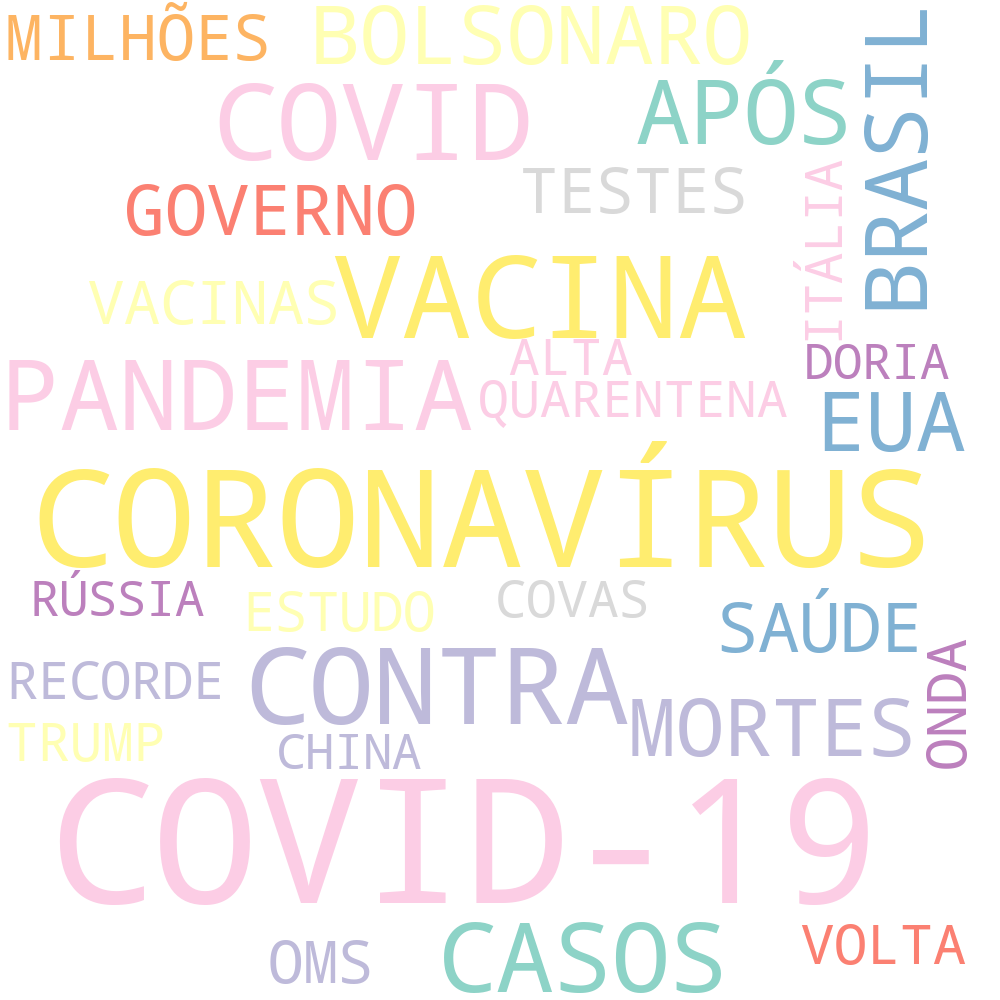 MILHÕES
BOLSONARO
BRASIL
COVID
APÓS
TESTES
ITÁLIA
GOVERNO
VACINAS
VACINA
ALTA
DORIA
PANDEMIA
QUARENTENA
EUA
CORONAVÍRUS
RÚSSIA
ESTUDO
COVAS
SAÚDE
RECORDE
CONTRA
ONDA
MORTES
TRUMP
CHINA
COVID-19
OMS
CASOS
VOLTA